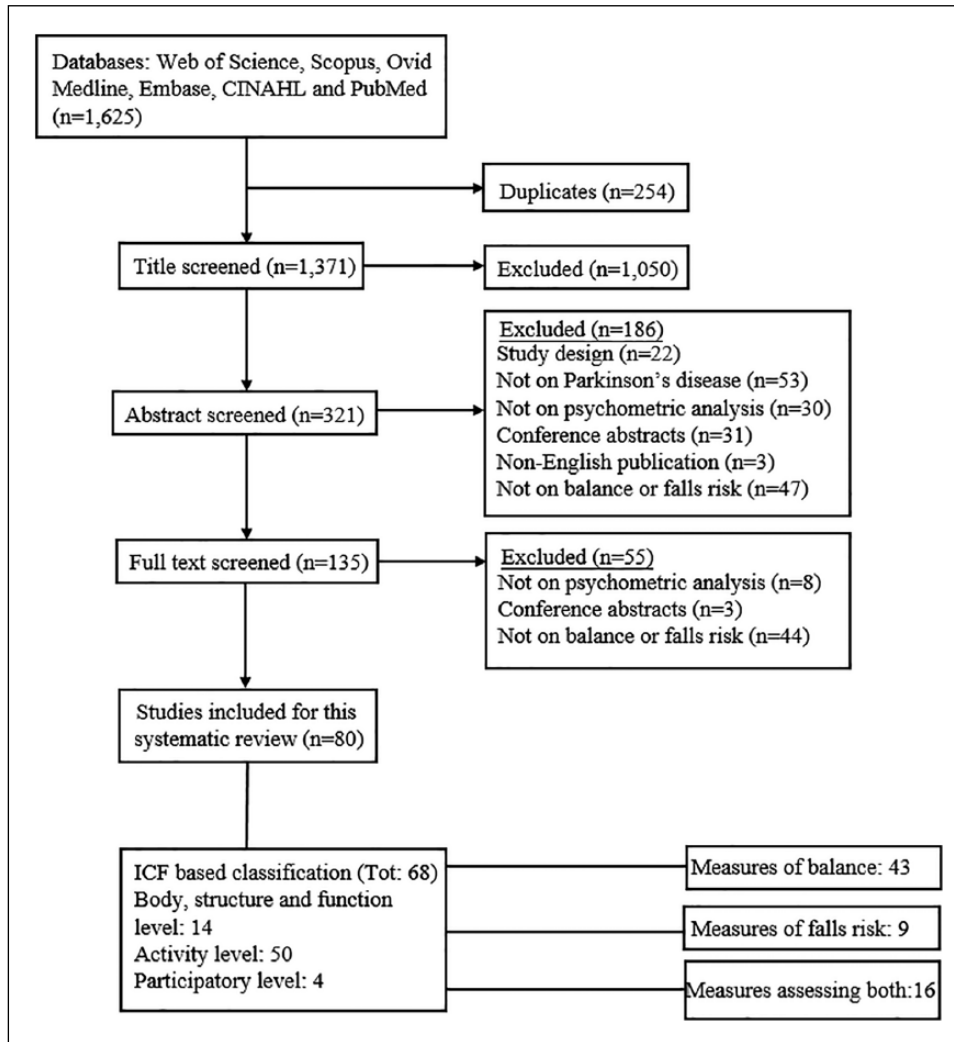 Databases: Web of Science, Scopus, Ovid
Medline, Embase, CINAHL and PubMed
(n=1,625)
Duplicates (n=254)
Title screened (n=1,371)
Excluded (n=1,050)
Excluded (n=186)
Study design (n=22)
Not on Parkinson’s disease (n=53)
Not on psychometric analysis (n=30)
Conference abstracts (n=31)
Non-English publication (n=3)
Not on balance or falls risk (n=47)
Abstract screened (n=321)
Full text screened (n=135)
Excluded (n=55)
Not on psychometric analysis (n=8)
Conference abstracts (n=3)
Not on balance or falls risk (n=44)
Studies included for this
systematic review (n=80)
ICF based classification (Tot: 68)
Body, structure and function
level: 14
Activity level: 50
Participatory level: 4
Measures of balance: 43
Measures of falls risk: 9
Measures assessing both:16